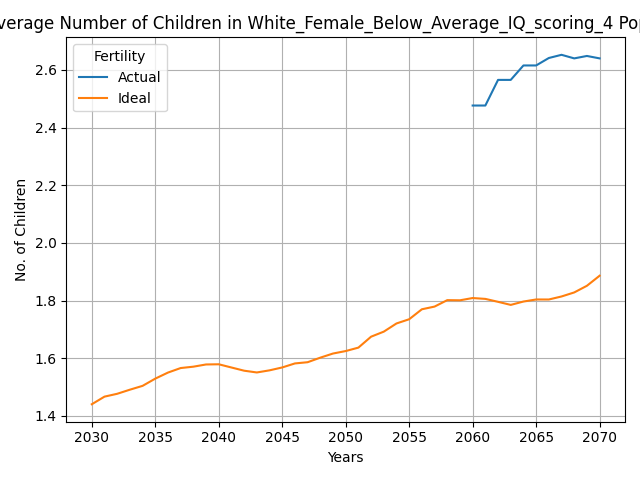 verage Number of Children in White_Female_Below_Average_IQ_scoring_4 Pop
Fertility
Actual
Ideal
No. of Children
2.6
2.4
2.2
2.0
1.8
1.6
1.4
2030 2035 2040 2045 2050 2055 2060 2065 2070
Years